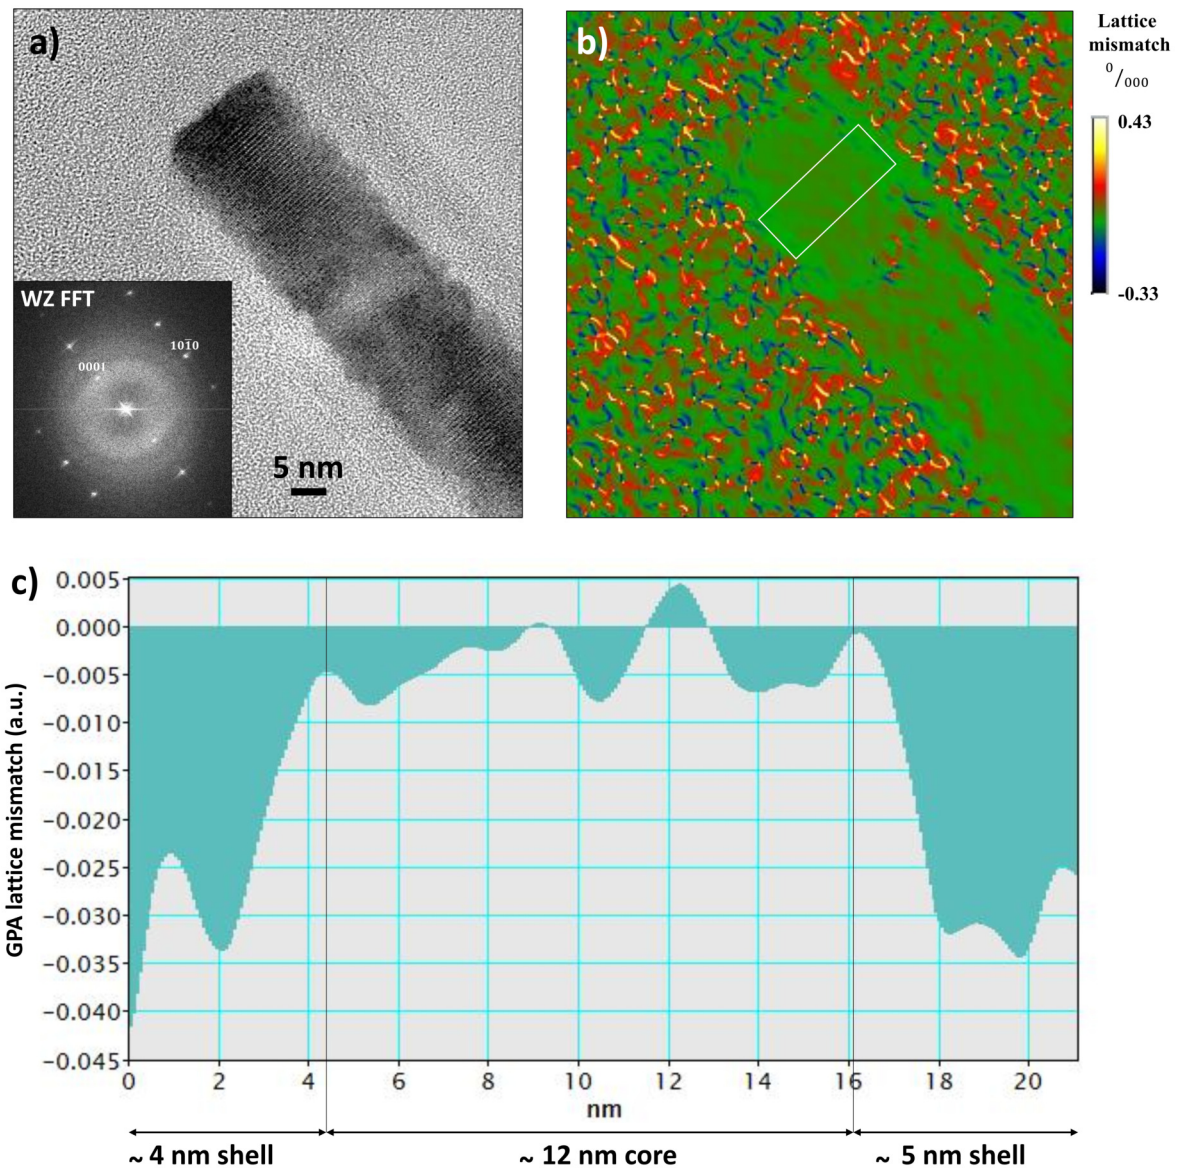 a)
WZ FFT
101̄0
0001
5 nm
b)
Lattice
mismatch
0/000
0.43
-0.33
c)
GPA lattice mismatch (a.u.)
0.005
0.000
-0.005
-0.010
-0.015
-0.020
-0.025
-0.030
-0.035
-0.040
-0.045
0 2 4 6 8 10 12 14 16 18 20
nm
~ 4 nm shell ~ 12 nm core ~ 5 nm shell